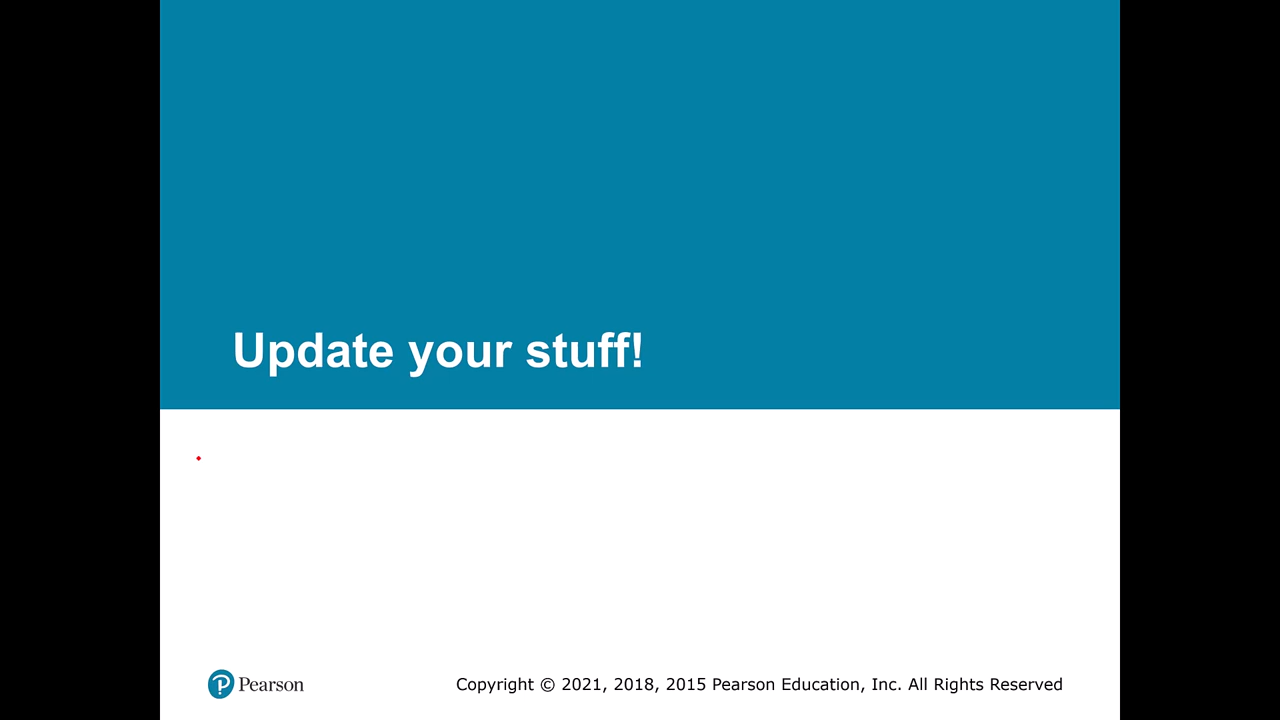 Update your stuff!
Pearson
Copyright © 2021, 2018, 2015 Pearson Education, Inc. All Rights Reserved